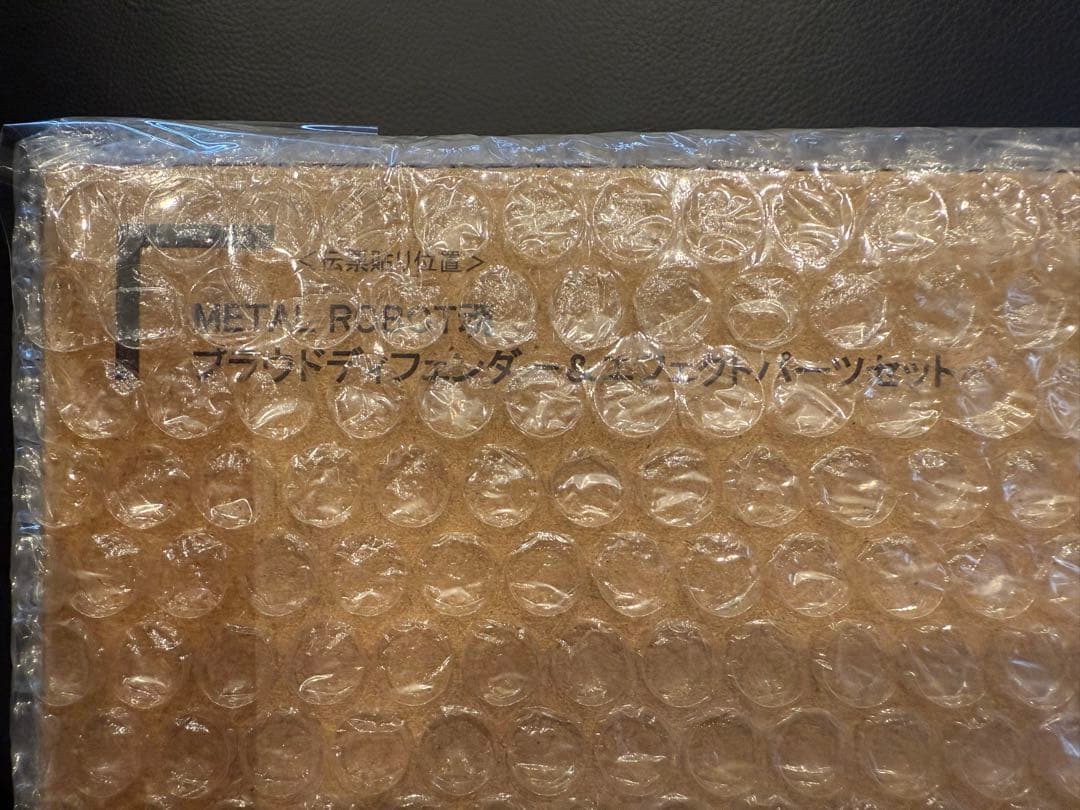 <伝票貼り位置>
METAL ROBOT魂
プラウドディフェンダー&エフェクトパーツセット